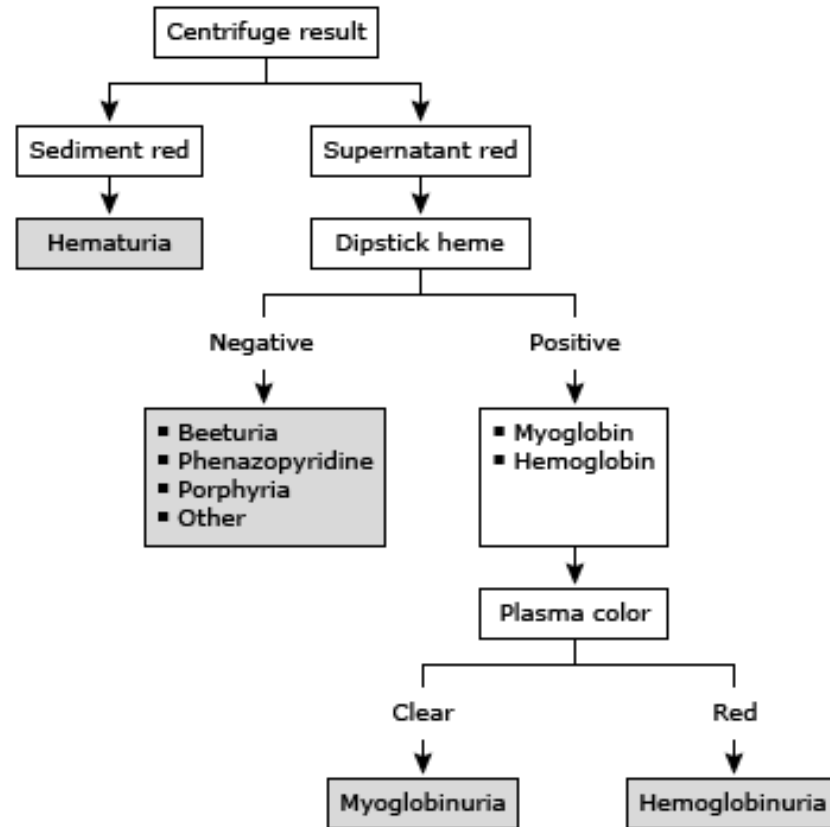 Centrifuge result
Sediment red
Supernatant red
Hematuria
Dipstick heme
Negative
Positive
▪ Beeturia
▪ Phenazopyridine
▪ Porphyria
▪ Other
▪ Myoglobin
▪ Hemoglobin
Plasma color
Clear
Red
Myoglobinuria
Hemoglobinuria